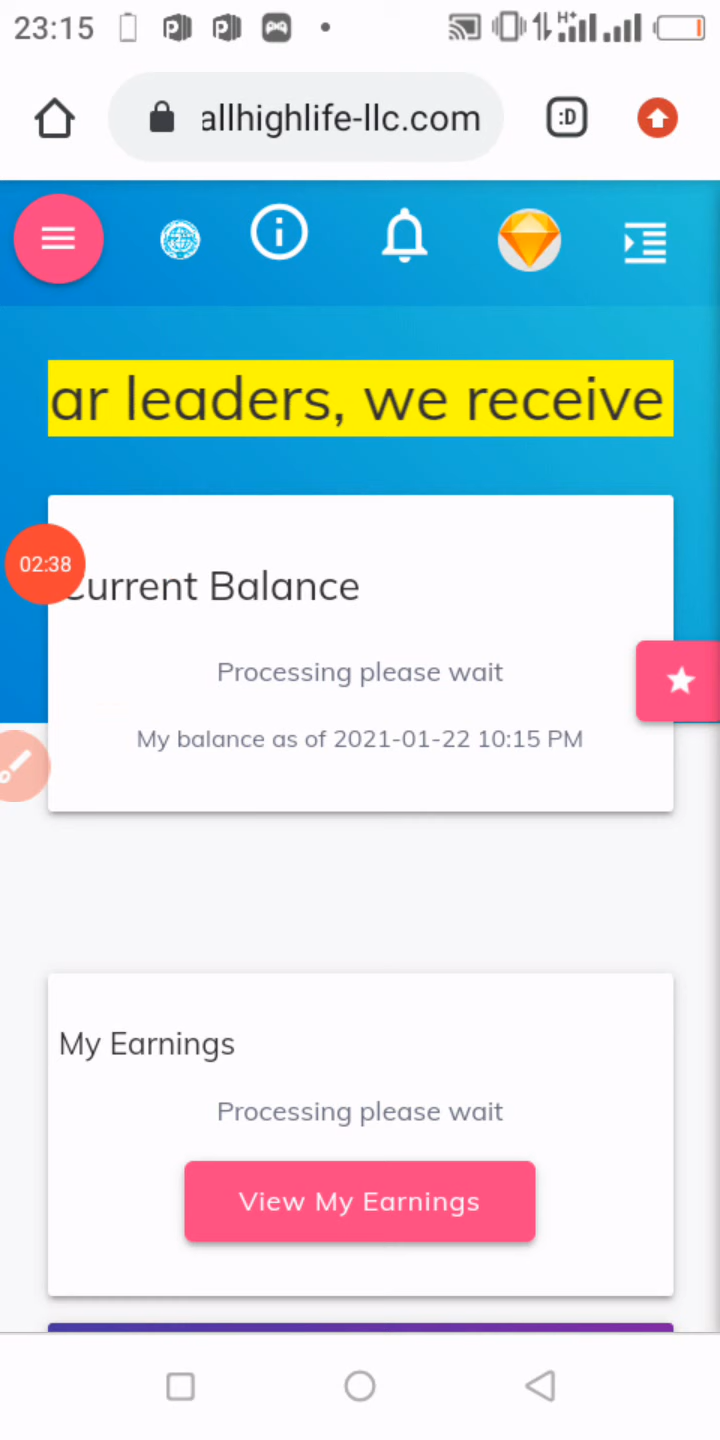 23:15
H+
allhighlife-llc.com
:D
ar leaders, we receive
02:38
Current Balance
Processing please wait
My balance as of 2021-01-22 10:15 PM
My Earnings
Processing please wait
View My Earnings